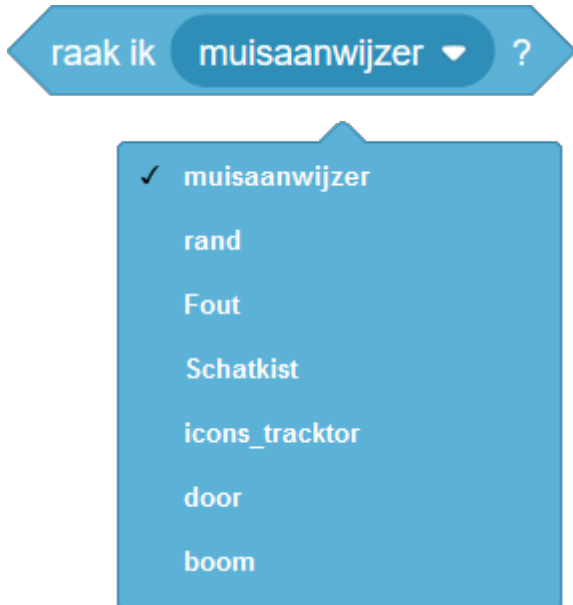 raak ik muisaanwijzer ?
✓ muisaanwijzer
rand
Fout
Schatkist
icons_tracktor
door
boom